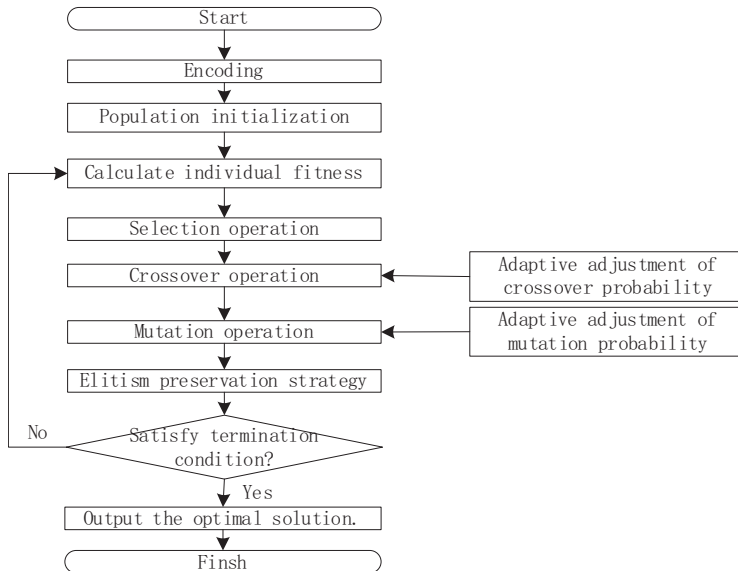 Start
Encoding
Population initialization
Calculate individual fitness
Selection operation
Crossover operation
Adaptive adjustment of
crossover probability
Mutation operation
Adaptive adjustment of
mutation probability
Elitism preservation strategy
No
Satisfy termination
condition?
Yes
Output the optimal solution.
Finsh